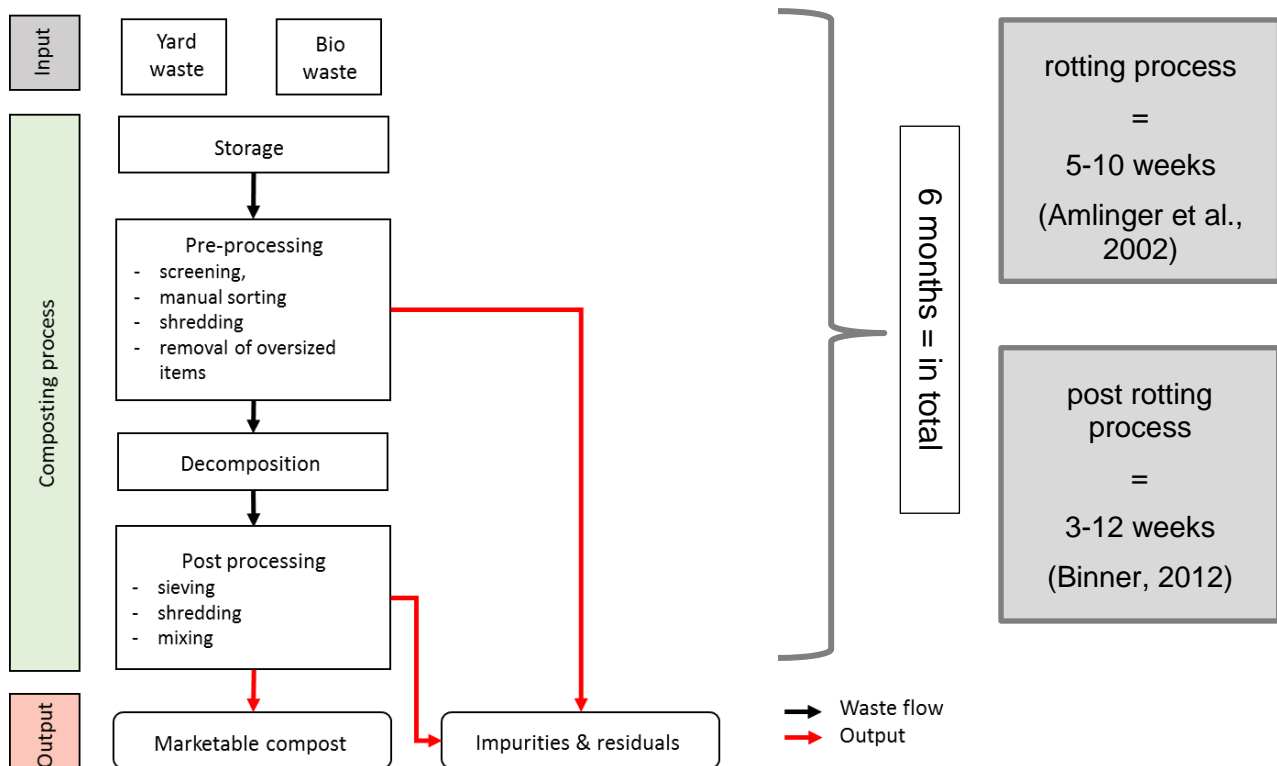 Input
Yard
waste
Bio
waste
Composting process
Storage
Pre-processing
- screening,
- manual sorting
- shredding
- removal of oversized
items
Decomposition
Post processing
- sieving
- shredding
- mixing
Output
Marketable compost
Impurities & residuals
6 months = in total
rotting process
=
5-10 weeks
(Amlinger et al.,
2002)
post rotting
process
=
3-12 weeks
(Binner, 2012)
Waste flow
Output